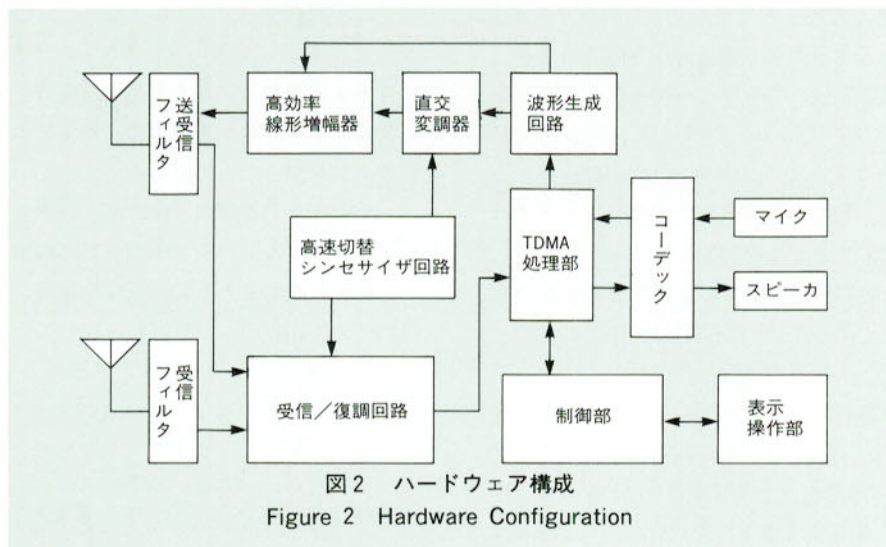 送受信
フィルタ
高効率
線形増幅器
直交
変調器
波形生成
回路
高速切替
シンセサイザ回路
TDMA
処理部
コーデック
マイク
スピーカ
受信
フィルタ
受信／復調回路
制御部
表示
操作部
図2 ハードウェア構成
Figure 2 Hardware Configuration